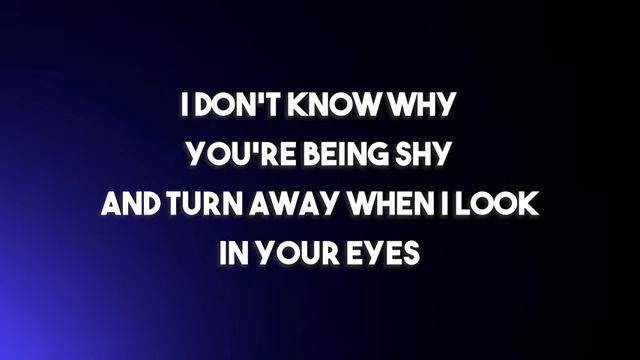 I DON'T KNOW WHY
YOU'RE BEING SHY
AND TURN AWAY WHEN I LOOK
IN YOUR EYES